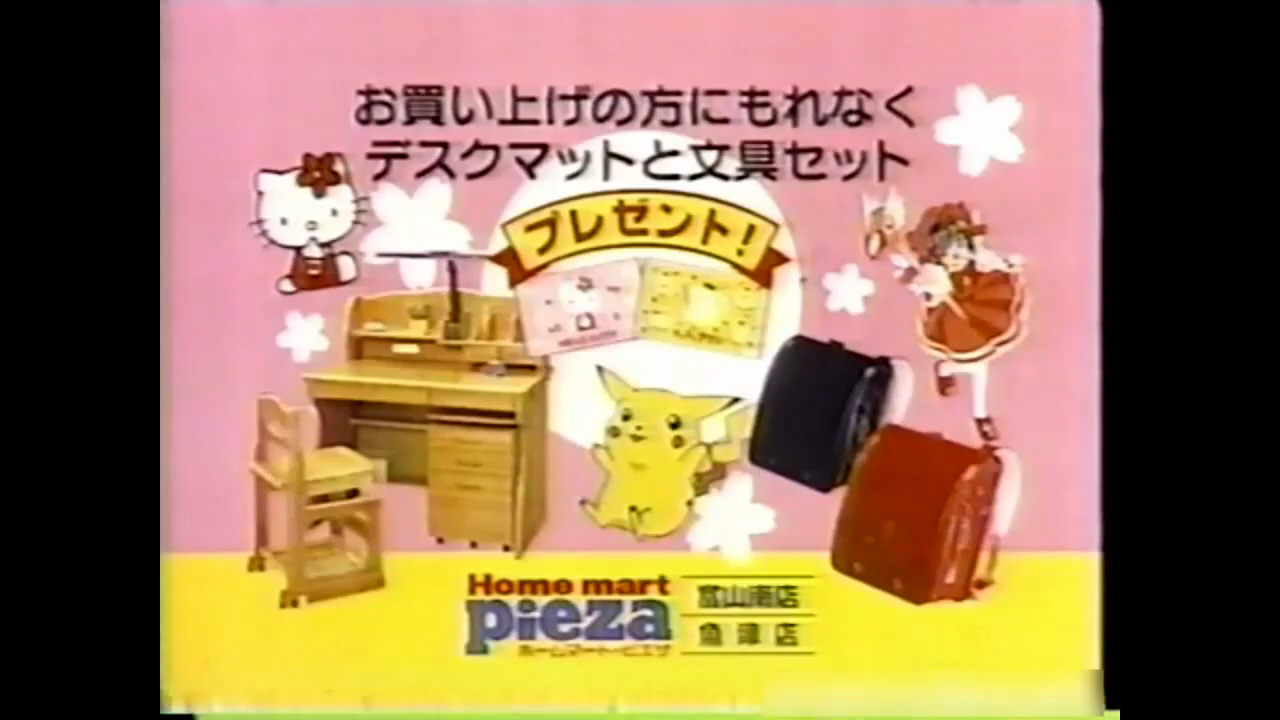 お買い上げの方にもれなく
デスクマットと文具セット
プレゼント!
Home mart
pieza
ホームマート・ピエザ
富山南店
魚津店